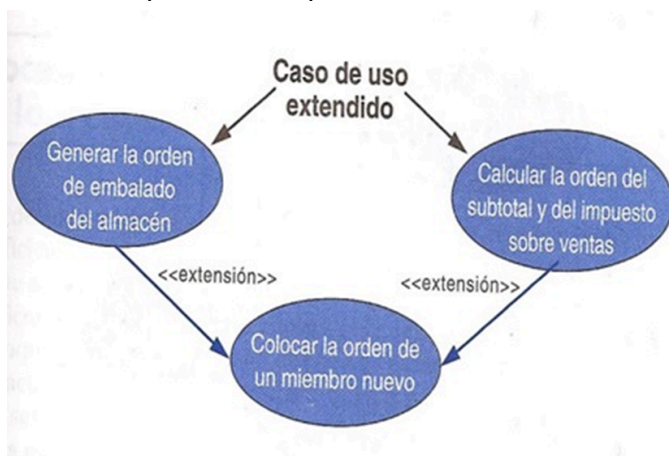 Caso de uso
extendido
Generar la orden
de embalado
del almacén
Calcular la orden del
subtotal y del impuesto
sobre ventas
<<extensión>>
<<extensión>>
Colocar la orden de
un miembro nuevo